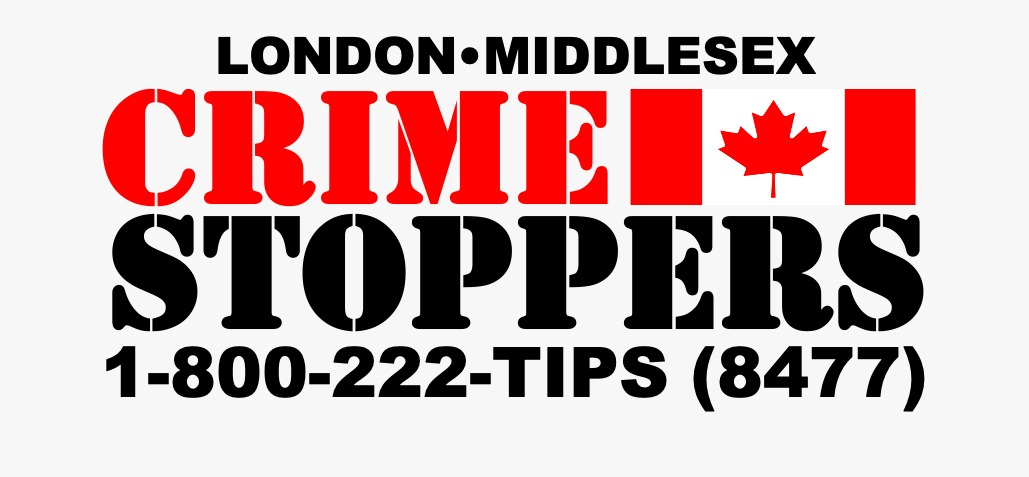 LONDON•MIDDLESEX
CRIME
STOPPERS
1-800-222-TIPS (8477)